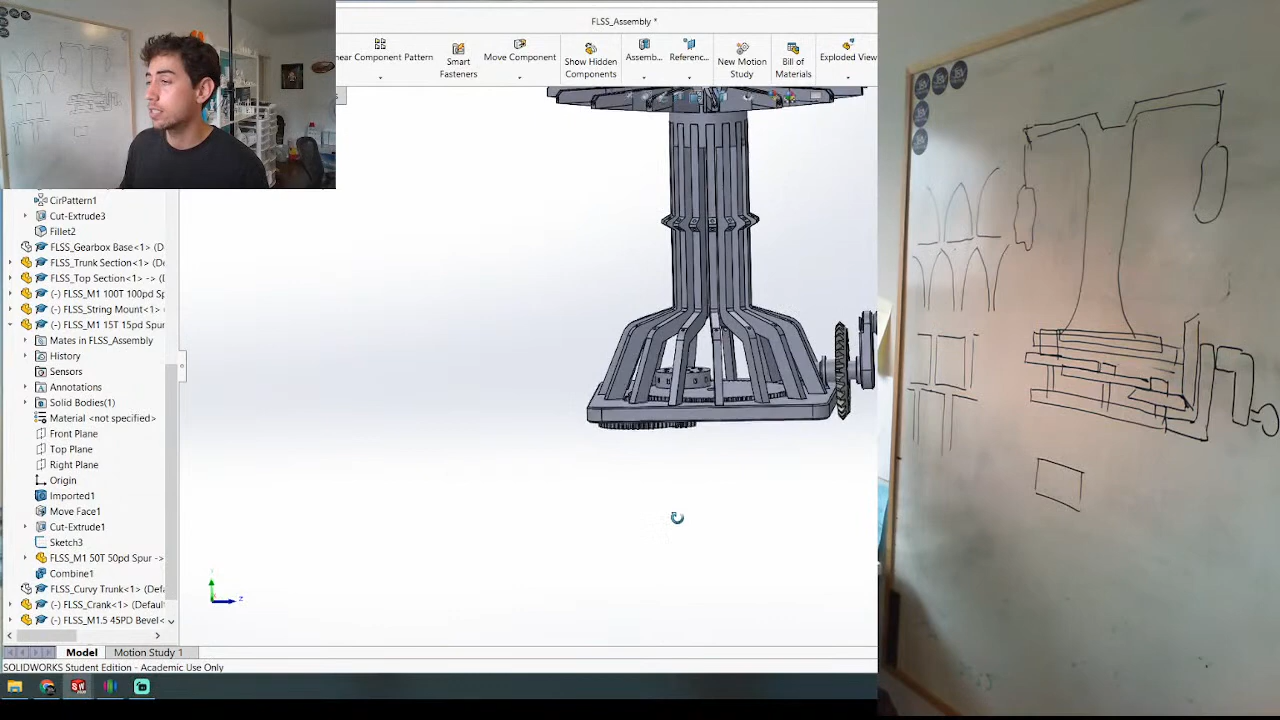 FLSS_Assembly *
near Component Pattern
Smart
Fasteners
Move Component
Show Hidden
Components
Assemb...
Referenc...
New Motion
Study
Bill of
Materials
Exploded View
CirPattern1
Cut-Extrude3
Fillet2
FLSS_Gearbox Base<1> (D
FLSS_Trunk Section<1> (De
FLSS_Top Section<1> -> (D
(-) FLSS_M1 100T 100pd Sp
(-) FLSS_String Mount<1> (
(-) FLSS_M1 15T 15pd Spur
Mates in FLSS_Assembly
History
Sensors
Annotations
Solid Bodies(1)
Material <not specified>
Front Plane
Top Plane
Right Plane
Origin
Imported1
Move Face1
Cut-Extrude1
Sketch3
FLSS_M1 50T 50pd Spur ->
Combine1
FLSS_Curvy Trunk<1> (Defa
(-) FLSS_Crank<1> (Default
(-) FLSS_M1.5 45PD Bevel<
z
Model
Motion Study 1
SOLIDWORKS Student Edition - Academic Use Only
SW